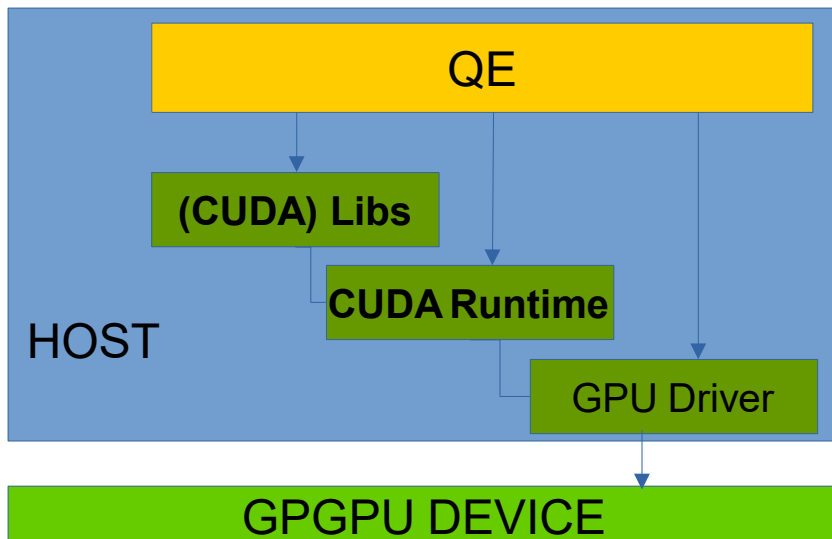 QE
(CUDA) Libs
CUDA Runtime
HOST
GPU Driver
GPGPU DEVICE